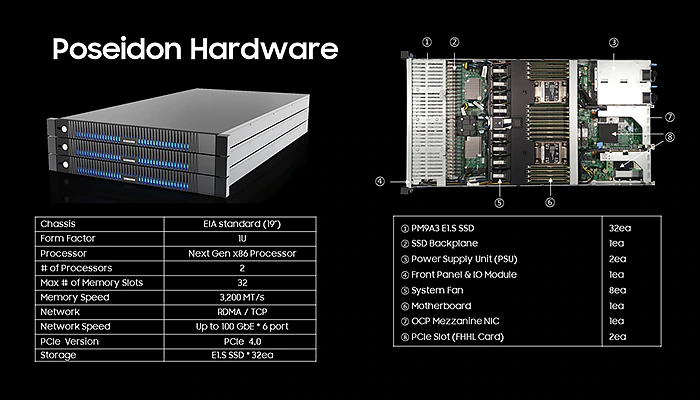 Poseidon Hardware
① ② ③
④ ⑤ ⑥ ⑦ ⑧
Chassis EIA standard (19")
Form Factor 1U
Processor Next Gen x86 Processor
# of Processors 2
Max # of Memory Slots 32
Memory Speed 3,200 MT/s
Network RDMA / TCP
Network Speed Up to 100 GbE * 6 port
PCIe Version PCIe 4.0
Storage E1.S SSD * 32ea
① PM9A3 E1.S SSD 32ea
② SSD Backplane 1ea
③ Power Supply Unit (PSU) 2ea
④ Front Panel & IO Module 1ea
⑤ System Fan 8ea
⑥ Motherboard 1ea
⑦ OCP Mezzanine NIC 1ea
⑧ PCIe Slot (FHHL Card) 2ea